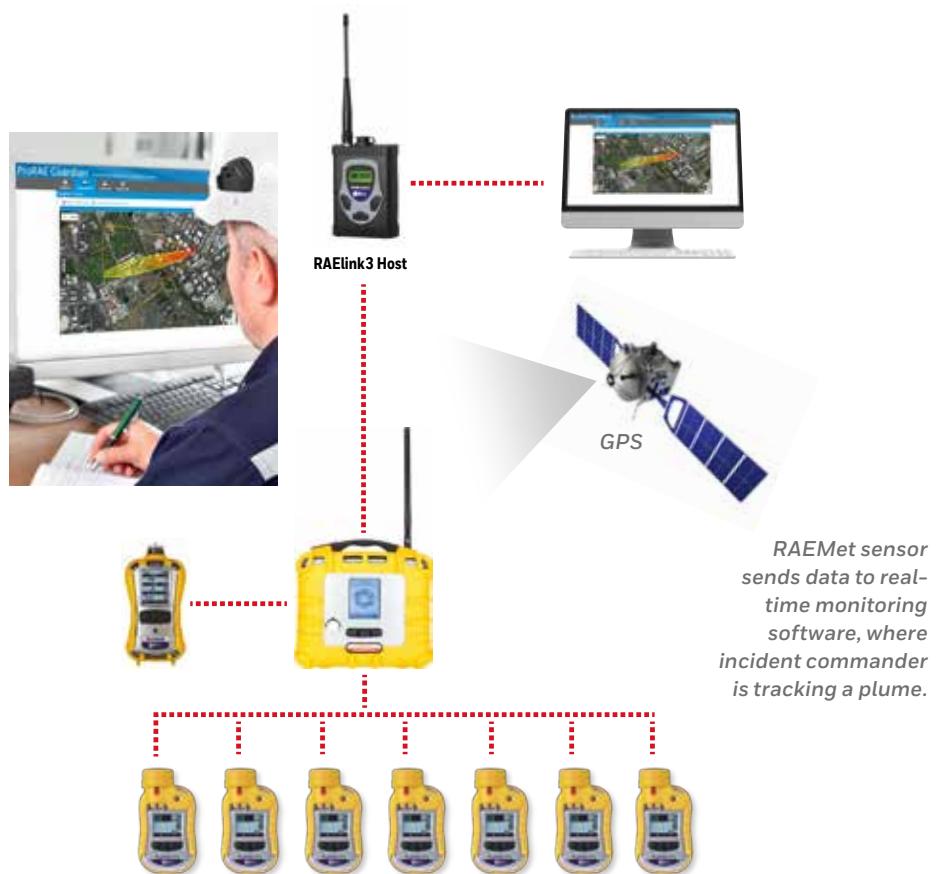 ProRAE Guardian
RAElink3 Host
GPS
RAEMet sensor
sends data to real-
time monitoring
software, where
incident commander
is tracking a plume.